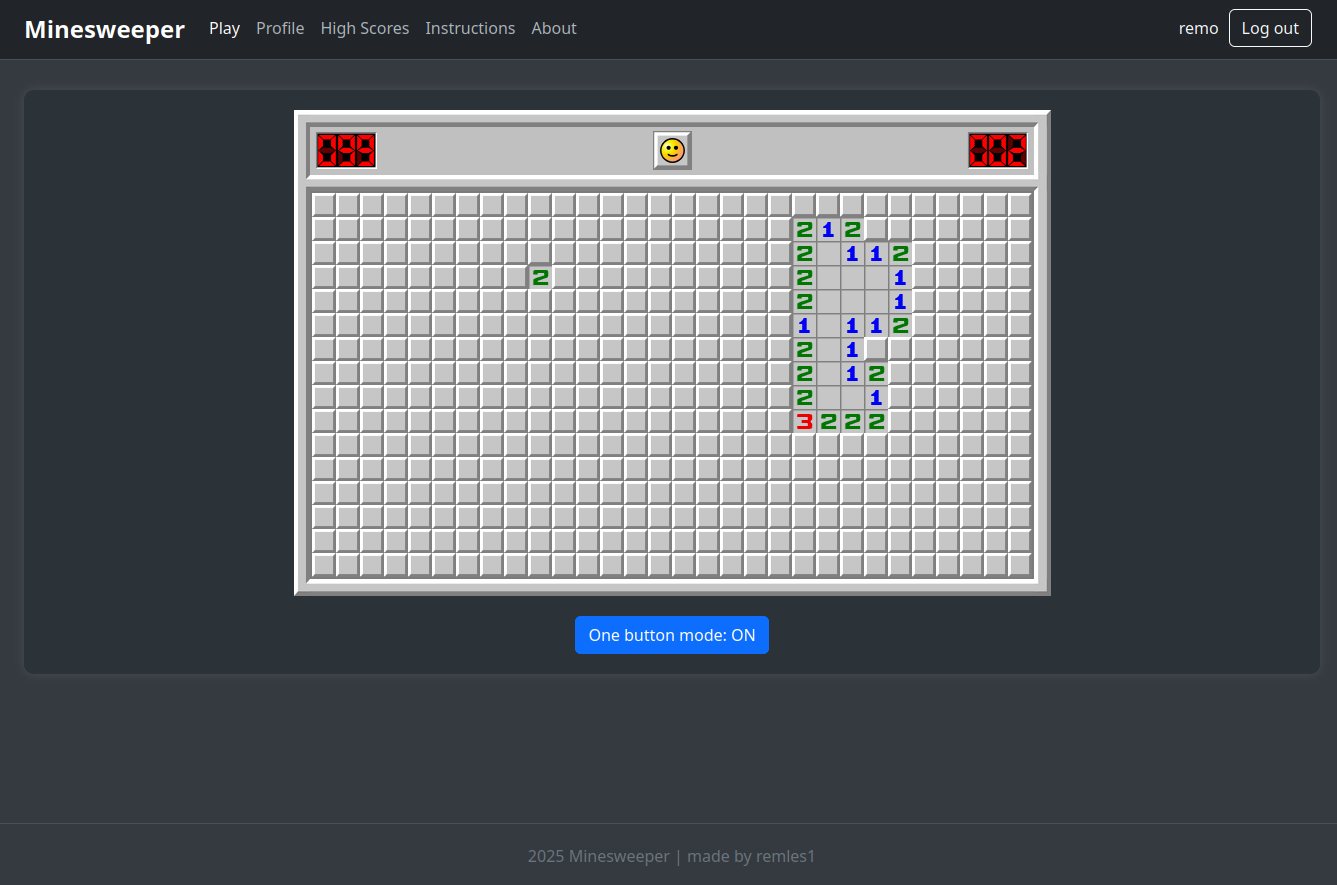 Minesweeper Play Profile High Scores Instructions About remo Log out
2 1 2
2 1 1 2
2 2 1
2 1
1 1 1 2
2 1
2 1 2
2 1
3 2 2 2
One button mode: ON
2025 Minesweeper | made by remles1